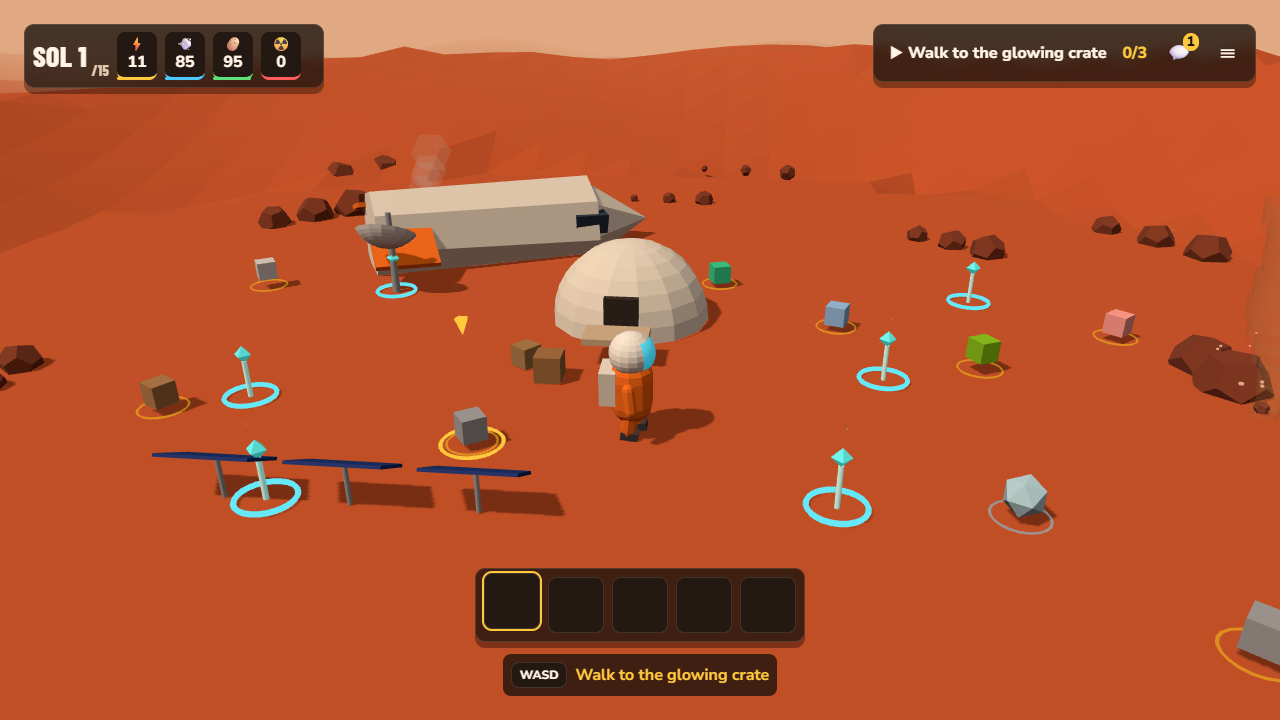 SOL 1 /15
11 85 95 0
Walk to the glowing crate 0/3 1
WASD Walk to the glowing crate